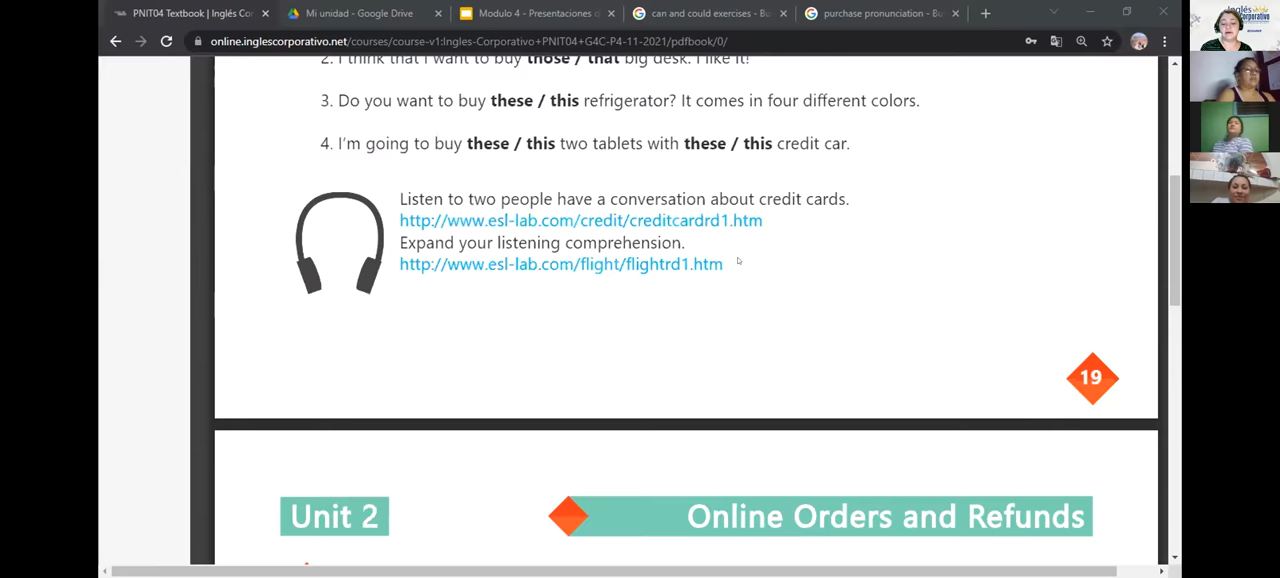 PNIT04 Textbook | Inglés Co
Mi unidad - Google Drive
Modulo 4 - Presentaciones d
can and could exercises - Bu
purchase pronunciation - Bu
online.inglescorporativo.net/courses/course-v1:Ingles-Corporativo+PNIT04+G4C-P4-11-2021/pdfbook/0/
2. I think that I want to buy those / that big desk. I like it!
3. Do you want to buy these / this refrigerator? It comes in four different colors.
4. I'm going to buy these / this two tablets with these / this credit car.
Listen to two people have a conversation about credit cards.
http://www.esl-lab.com/credit/creditcardrd1.htm
Expand your listening comprehension.
http://www.esl-lab.com/flight/flightrd1.htm
19
Unit 2
Online Orders and Refunds